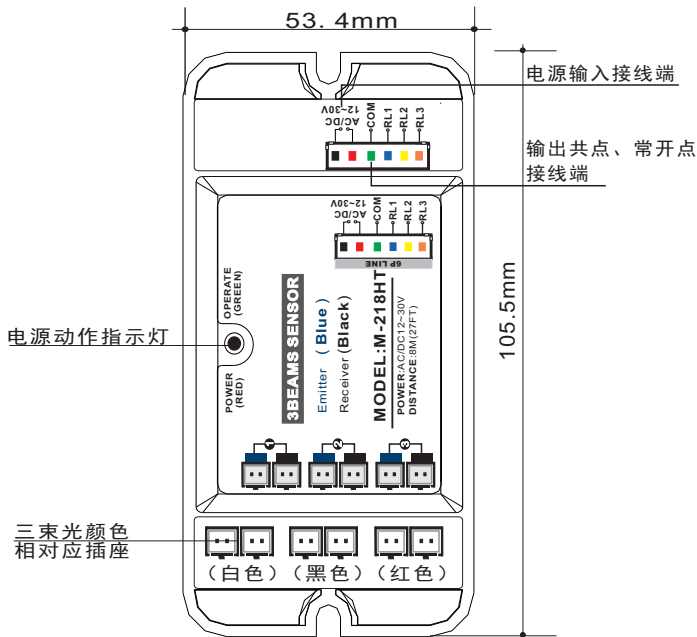 53.4mm
电源输入接线端
12~30V
AC/DC
COM
RL1
RL2
RL3
输出共点、常开点
接线端
12~30V
AC/DC
COM
RL1
RL2
RL3
6P LINE
OPERATE
(GREEN)
电源动作指示灯
POWER
(RED)
3BEAMS SENSOR
Emitter (Blue)
Receiver (Black)
MODEL:M-218HT
POWER:AC/DC12~30V
DISTANCE:8M(27FT)
105.5mm
1
2
3
三束光颜色
相对应插座
(白色) (黑色) (红色)